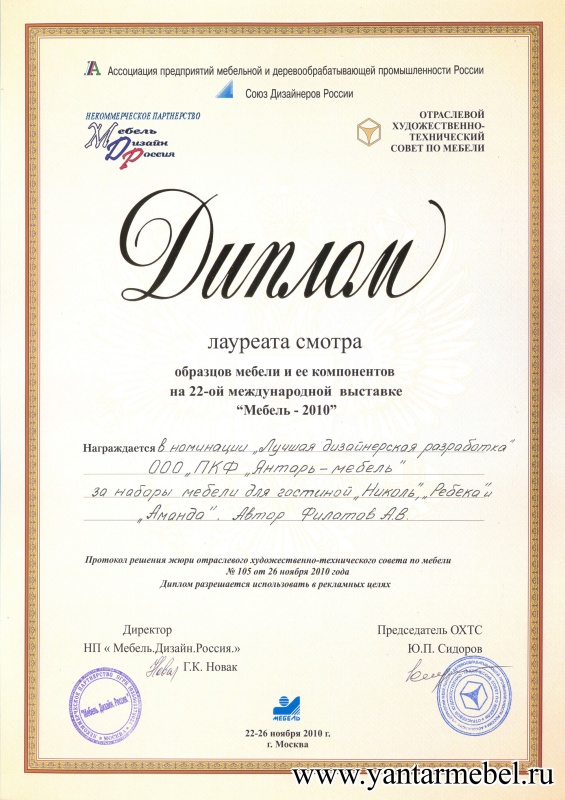 Ассоциация предприятий мебельной и деревообрабатывающей промышленности России
Союз Дизайнеров России
НЕКОММЕРЧЕСКОЕ ПАРТНЕРСТВО
Мебель
Дизайн
Россия
ОТРАСЛЕВОЙ
ХУДОЖЕСТВЕННО-
ТЕХНИЧЕСКИЙ
СОВЕТ ПО МЕБЕЛИ
Диплом
лауреата смотра
образцов мебели и ее компонентов
на 22-ой международной выставке
“Мебель - 2010”
Награждается в номинации „Лучшая дизайнерская разработка“
ООО „ПКФ „Янтарь-мебель“
за наборы мебели для гостиной „Николь“, „Ребека“ и
„Аманда“. Автор Филатов А.В.
Протокол решения жюри отраслевого художественно-технического совета по мебели
№ 105 от 26 ноября 2010 года
Диплом разрешается использовать в рекламных целях
Директор
НП « Мебель.Дизайн.Россия.»
Г.К. Новак
Председатель ОХТС
Ю.П. Сидоров
"Мебель. Дизайн. Россия"
МЕБЕЛЬ
22-26 ноября 2010 г.
г. Москва
www.yantarmebel.ru